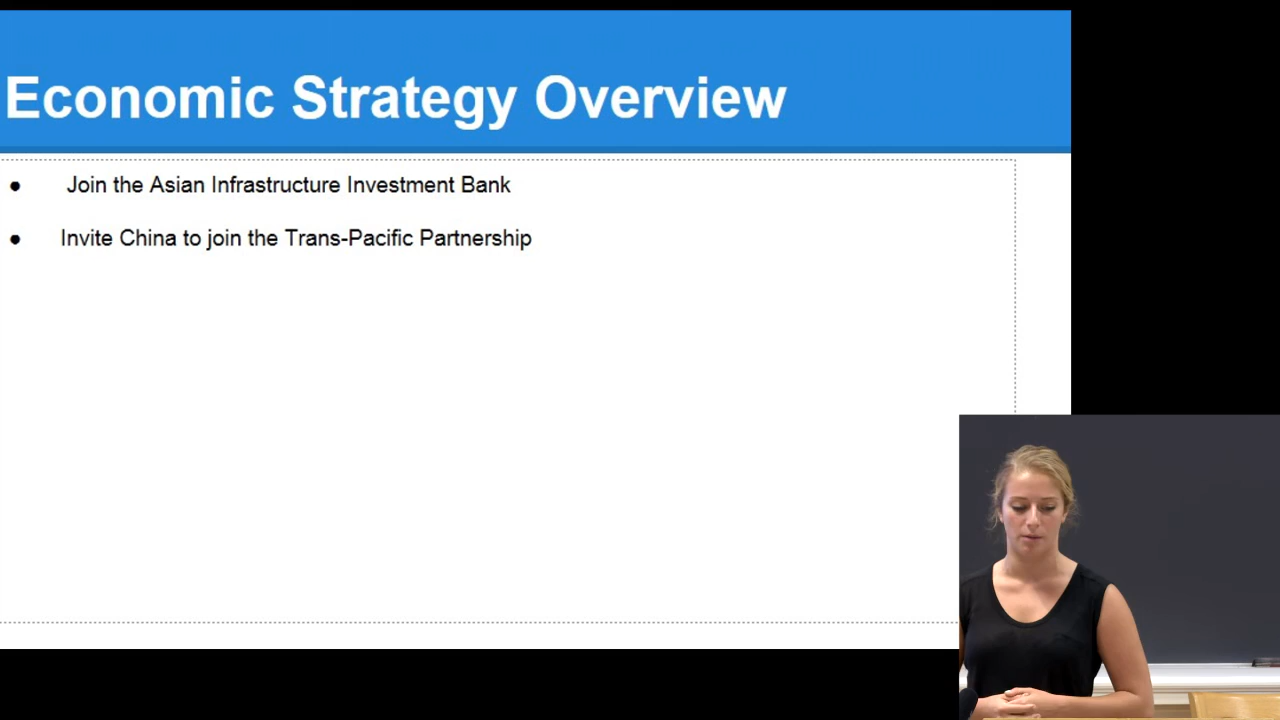 Economic Strategy Overview
● Join the Asian Infrastructure Investment Bank
● Invite China to join the Trans-Pacific Partnership